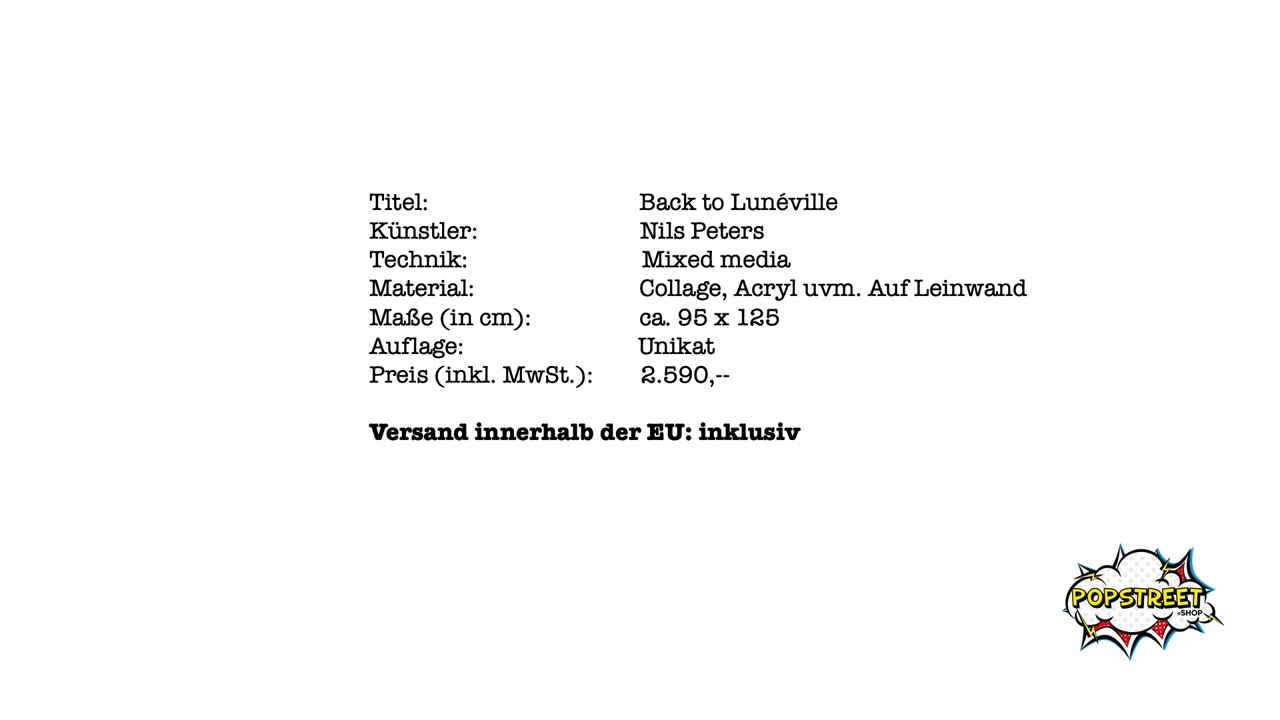 Titel: Back to Lunéville
Künstler: Nils Peters
Technik: Mixed media
Material: Collage, Acryl uvm. Auf Leinwand
Maße (in cm): ca. 95 x 125
Auflage: Unikat
Preis (inkl. MwSt.): 2.590,--
Versand innerhalb der EU: inklusiv
POPSTREET
.SHOP